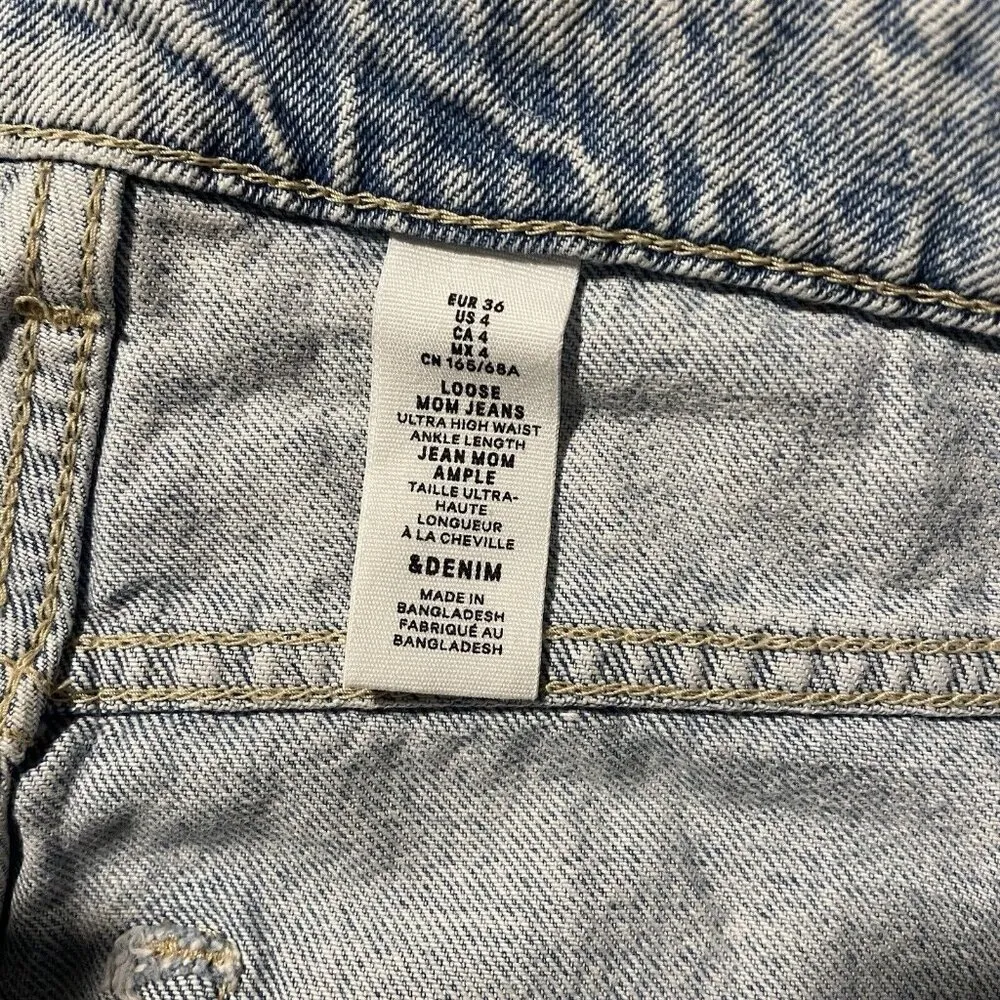 EUR 36
US 4
CA 4
MX 4
CN 165/68A
LOOSE
MOM JEANS
ULTRA HIGH WAIST
ANKLE LENGTH
JEAN MOM
AMPLE
TAILLE ULTRA-
HAUTE
LONGUEUR
À LA CHEVILLE
&DENIM
MADE IN
BANGLADESH
FABRIQUÉ AU
BANGLADESH